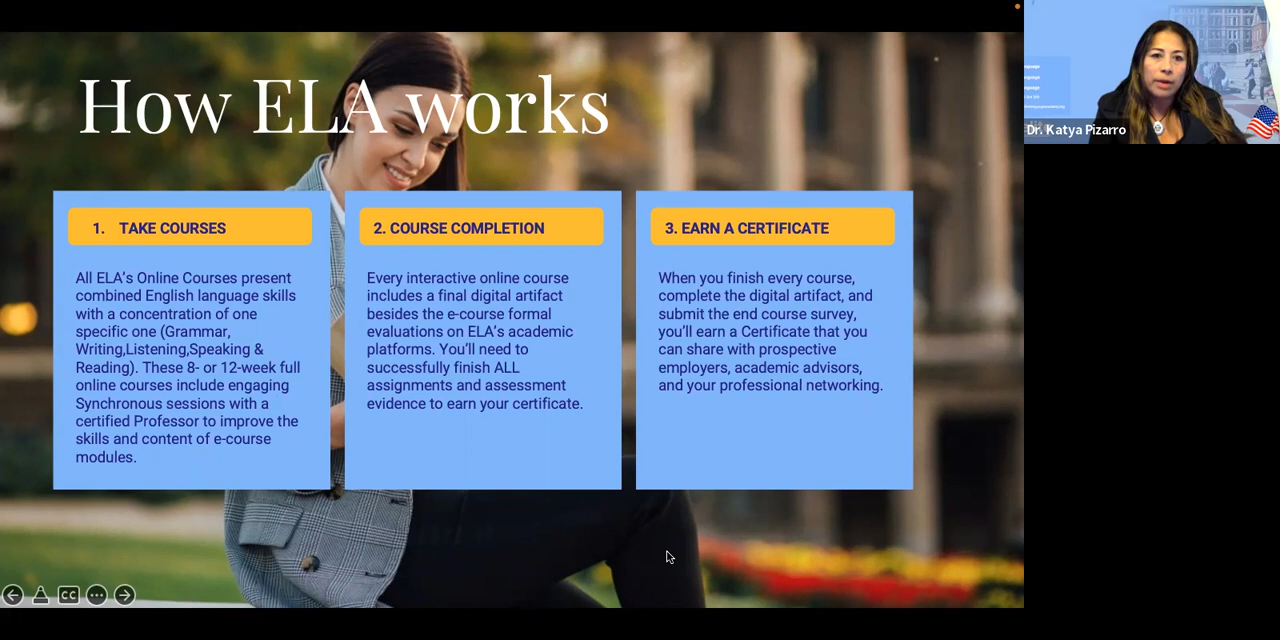 How ELA works
1. TAKE COURSES
All ELA's Online Courses present
combined English language skills
with a concentration of one
specific one (Grammar,
Writing,Listening,Speaking &
Reading). These 8- or 12-week full
online courses include engaging
Synchronous sessions with a
certified Professor to improve the
skills and content of e-course
modules.
2. COURSE COMPLETION
Every interactive online course
includes a final digital artifact
besides the e-course formal
evaluations on ELA's academic
platforms. You'll need to
successfully finish ALL
assignments and assessment
evidence to earn your certificate.
3. EARN A CERTIFICATE
When you finish every course,
complete the digital artifact, and
submit the end course survey,
you'll earn a Certificate that you
can share with prospective
employers, academic advisors,
and your professional networking.
CC
Dr. Katya Pizarro